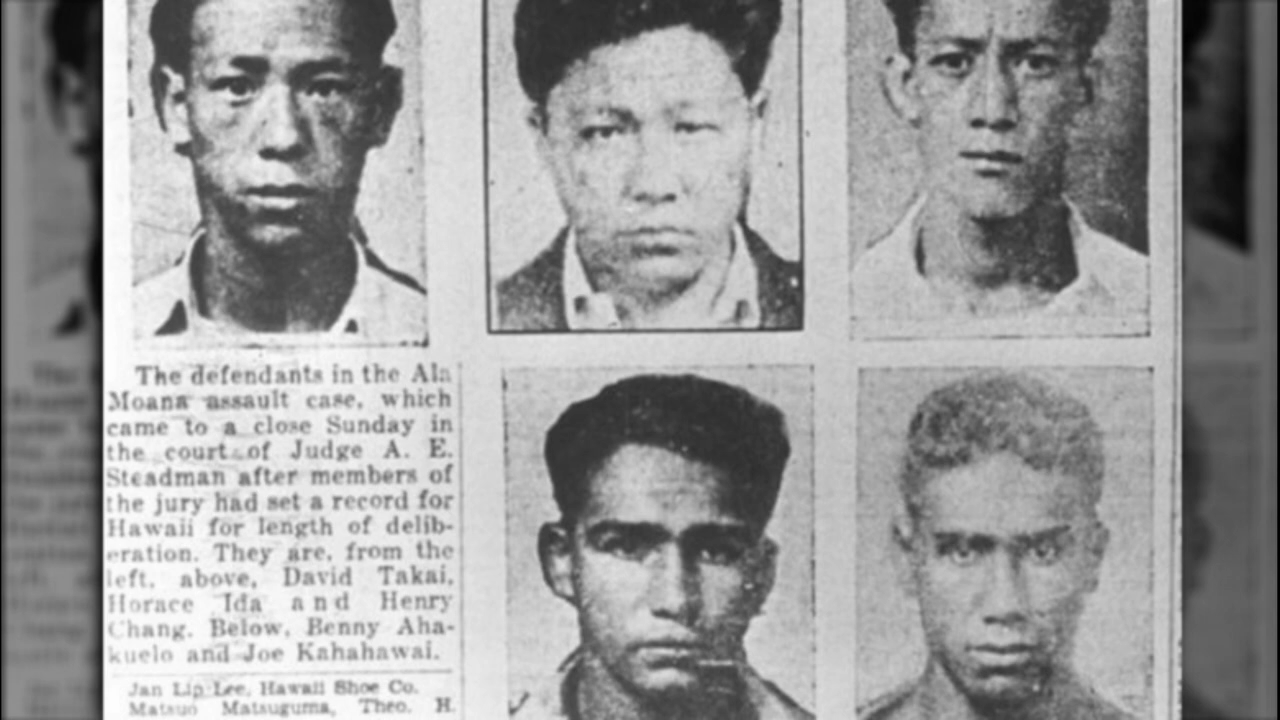 The defendants in the Ala
Moana assault case, which
came to a close Sunday in
the court of Judge A. E.
Steadman after members of
the jury had set a record for
Hawaii for length of delib-
eration. They are, from the
left, above, David Takai,
Horace Ida and Henry
Chang. Below, Benny Aha-
kuelo and Joe Kahahawai.
Jan Lip Lee, Hawaii Shoe Co.
Matsuo Matsuguma, Theo. H.